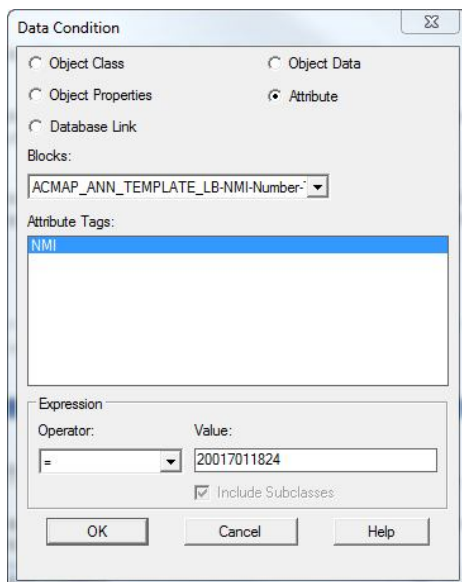 Data Condition
Object Class
Object Data
Object Properties
Attribute
Database Link
Blocks:
ACMAP_ANN_TEMPLATE_LB-NMI-Number-
Attribute Tags:
NMI
Expression
Operator:
Value:
=
20017011824
Include Subclasses
OK
Cancel
Help